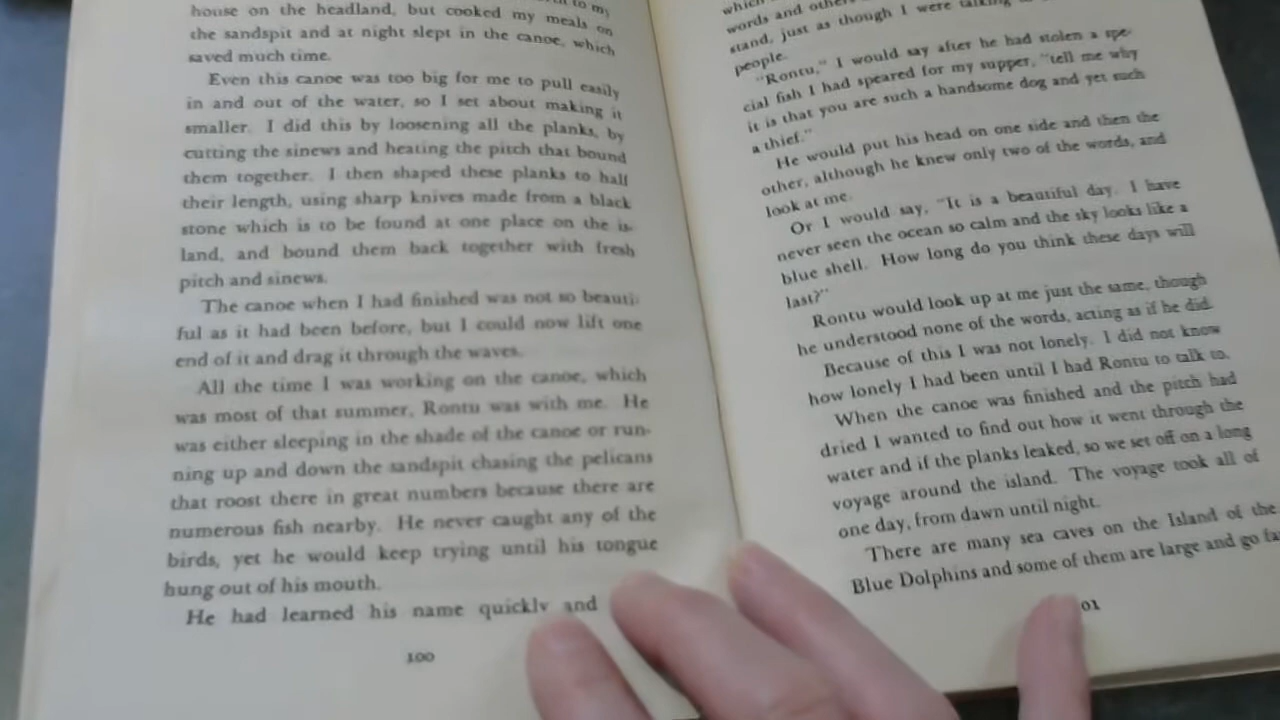 to my
house on the headland, but cooked my meals on
the sandspit and at night slept in the canoe, which
saved much time.
Even this canoe was too big for me to pull easily
in and out of the water, so I set about making it
smaller. I did this by loosening all the planks, by
cutting the sinews and heating the pitch that bound
them together. I then shaped these planks to half
their length, using sharp knives made from a black
stone which is to be found at one place on the is-
land, and bound them back together with fresh
pitch and sinews.
The canoe when I had finished was not so beauti-
ful as it had been before, but I could now lift one
end of it and drag it through the waves.
All the time I was working on the canoe, which
was most of that summer, Rontu was with me. He
was either sleeping in the shade of the canoe or run-
ning up and down the sandspit chasing the pelicans
that roost there in great numbers because there are
numerous fish nearby. He never caught any of the
birds, yet he would keep trying until his tongue
hung out of his mouth.
He had learned his name quickly and
100
which
words and
stand, just as though I were talking
people.
"Rontu," I would say after he had stolen a spe-
cial fish I had speared for my supper, "tell me why
it is that you are such a handsome dog and yet such
a thief."
He would put his head on one side and then the
other, although he knew only two of the words, and
look at me.
Or I would say, "It is a beautiful day. I have
never seen the ocean so calm and the sky looks like a
blue shell. How long do you think these days will
last?"
Rontu would look up at me just the same, though
he understood none of the words, acting as if he did.
Because of this I was not lonely. I did not know
how lonely I had been until I had Rontu to talk to.
When the canoe was finished and the pitch had
dried I wanted to find out how it went through the
water and if the planks leaked, so we set off on a long
voyage around the island. The voyage took all of
one day, from dawn until night.
There are many sea caves on the Island of the
Blue Dolphins and some of them are large and go fa
01